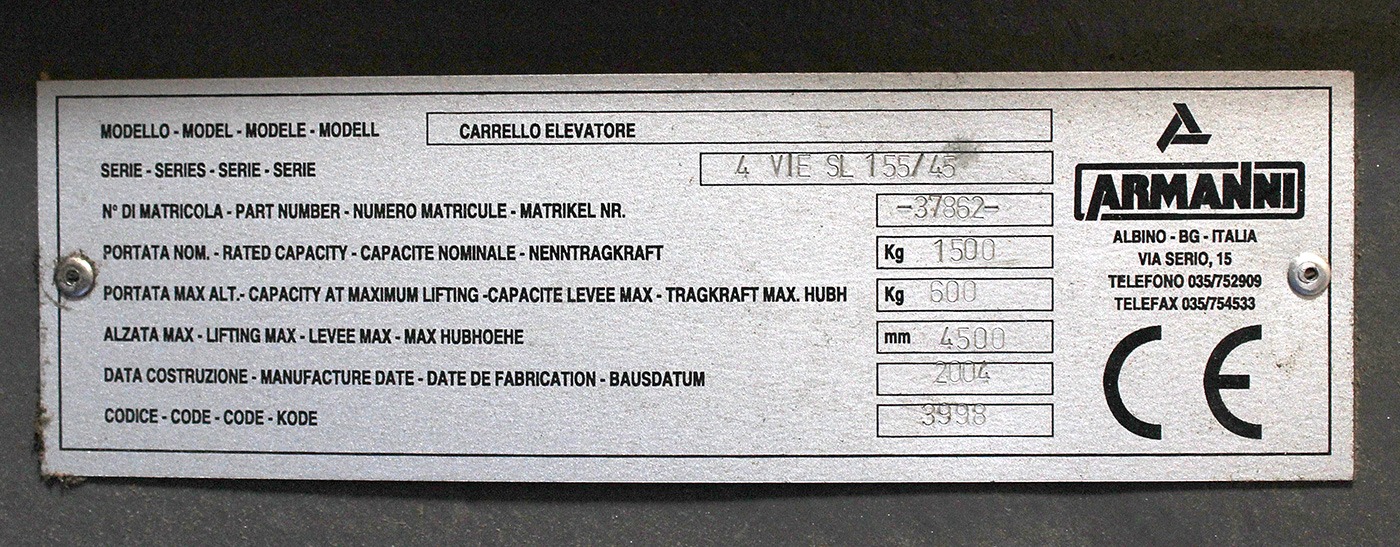 MODELLO - MODEL - MODELE - MODELL CARRELLO ELEVATORE
SERIE - SERIES - SERIE - SERIE 4 VIE SL 155/45
N° DI MATRICOLA - PART NUMBER - NUMERO MATRICULE - MATRIKEL NR. -37862-
PORTATA NOM. - RATED CAPACITY - CAPACITE NOMINALE - NENNTRAGKRAFT Kg 1500
PORTATA MAX ALT.- CAPACITY AT MAXIMUM LIFTING -CAPACITE LEVEE MAX - TRAGKRAFT MAX. HUBH Kg 600
ALZATA MAX - LIFTING MAX - LEVEE MAX - MAX HUBHOEHE mm 4500
DATA COSTRUZIONE - MANUFACTURE DATE - DATE DE FABRICATION - BAUSDATUM 2004
CODICE - CODE - CODE - KODE 3998
ARMANNI
ALBINO - BG - ITALIA
VIA SERIO, 15
TELEFONO 035/752909
TELEFAX 035/754533
CE